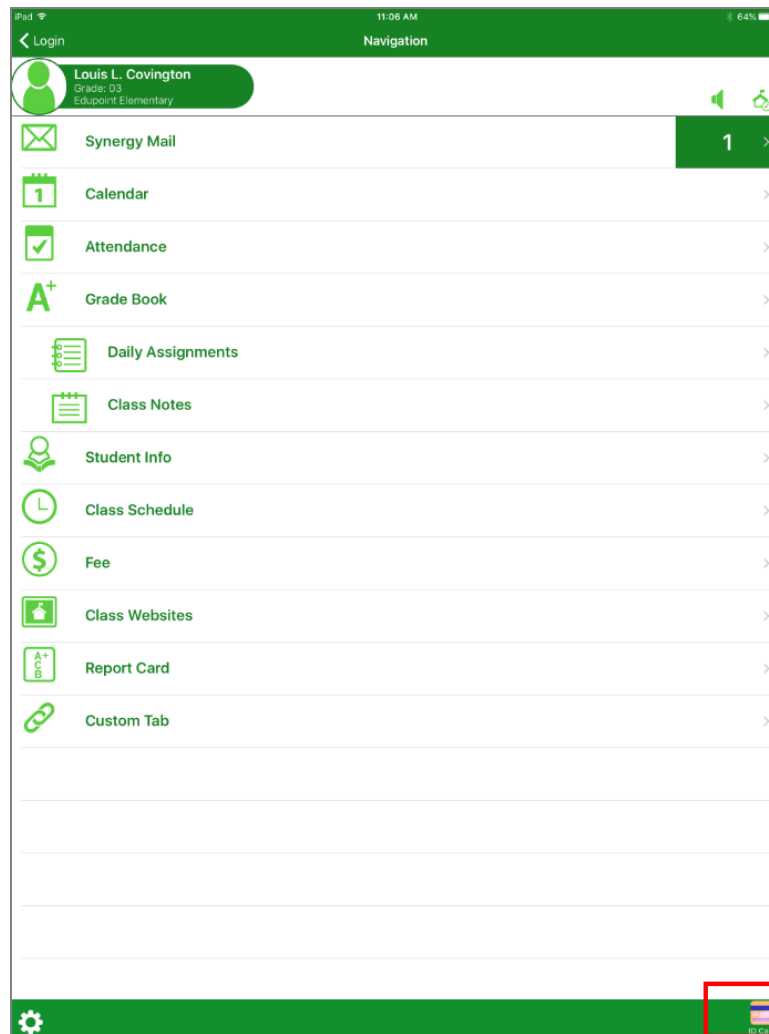 iPad 11:06 AM 64%
Login Navigation
Louis L. Covington
Grade: 03
Edupoint Elementary
Synergy Mail 1
1 Calendar
Attendance
A+ Grade Book
Daily Assignments
Class Notes
Student Info
Class Schedule
$ Fee
Class Websites
A+
C
B
Report Card
Custom Tab
ID